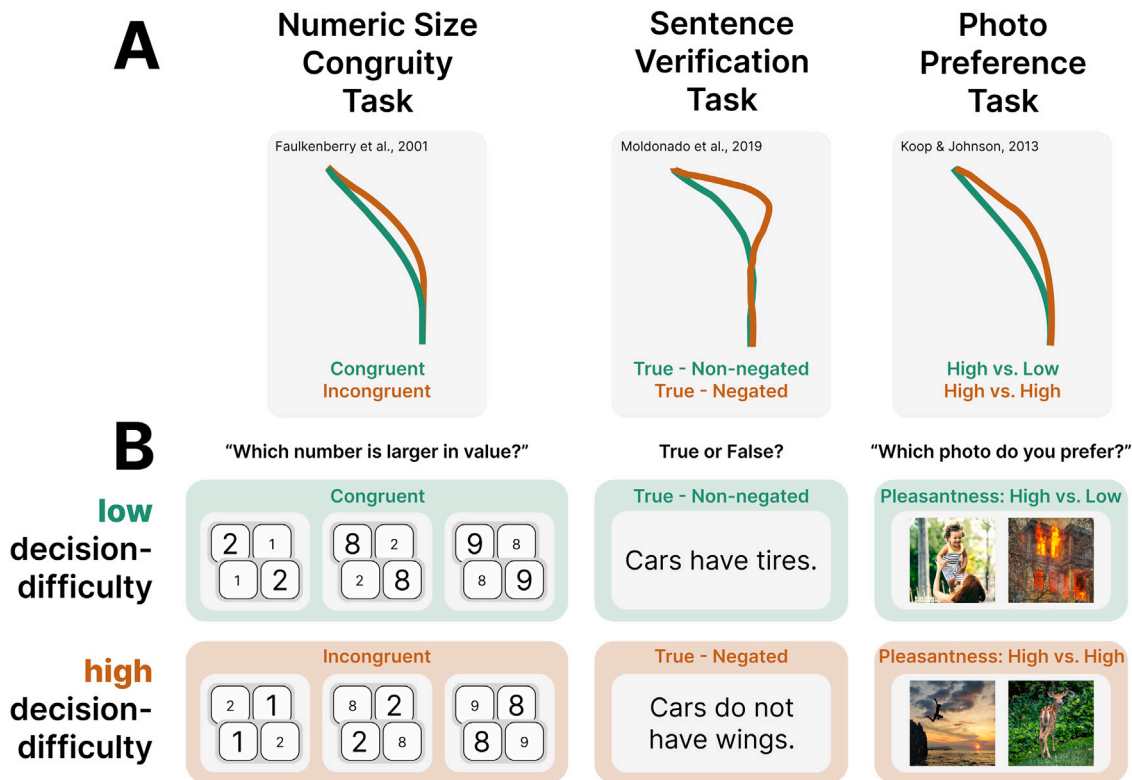 A
Numeric Size
Congruity
Task
Sentence
Verification
Task
Photo
Preference
Task
Faulkenberry et al., 2001
Moldonado et al., 2019
Koop & Johnson, 2013
Congruent
Incongruent
True - Non-negated
True - Negated
High vs. Low
High vs. High
B
“Which number is larger in value?”
True or False?
“Which photo do you prefer?”
low
decision-
difficulty
Congruent
2 1
1 2
8 2
2 8
9 8
8 9
True - Non-negated
Cars have tires.
Pleasantness: High vs. Low
high
decision-
difficulty
Incongruent
2 1
1 2
8 2
2 8
9 8
8 9
True - Negated
Cars do not
have wings.
Pleasantness: High vs. High